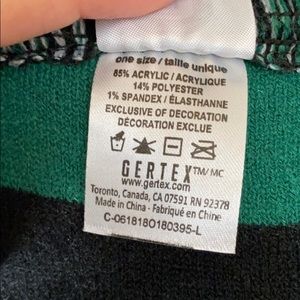 one size / taille unique
85% ACRYLIC / ACRYLIQUE
14% POLYESTER
1% SPANDEX / ÉLASTHANNE
EXCLUSIVE OF DECORATION
DÉCORATION EXCLUE
GERTEX TM/MC
www.gertex.com
Toronto, Canada, CA 07591 RN 92378
Made in China - Fabriqué en Chine
C-061818O180395-L